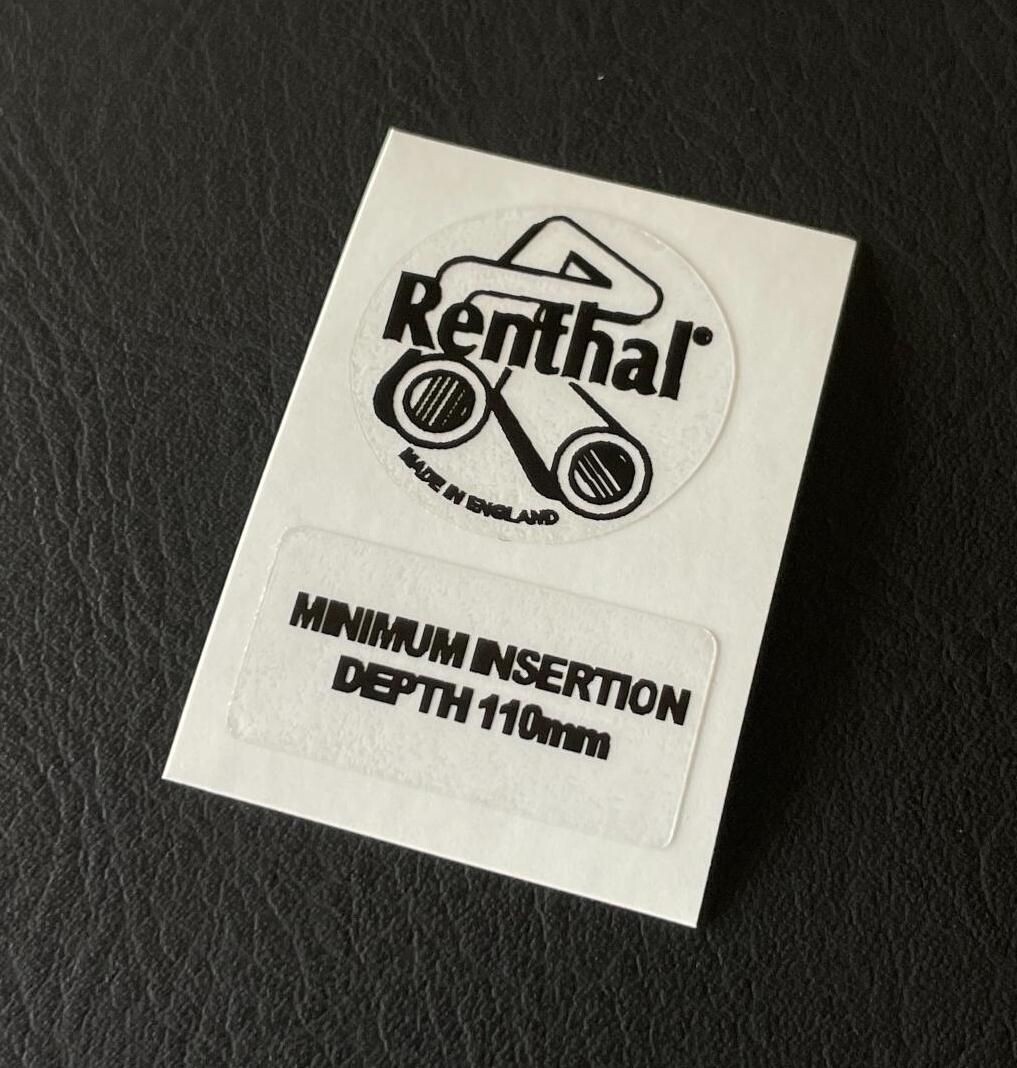 Renthal®
MADE IN ENGLAND
MINIMUM INSERTION
DEPTH 110mm